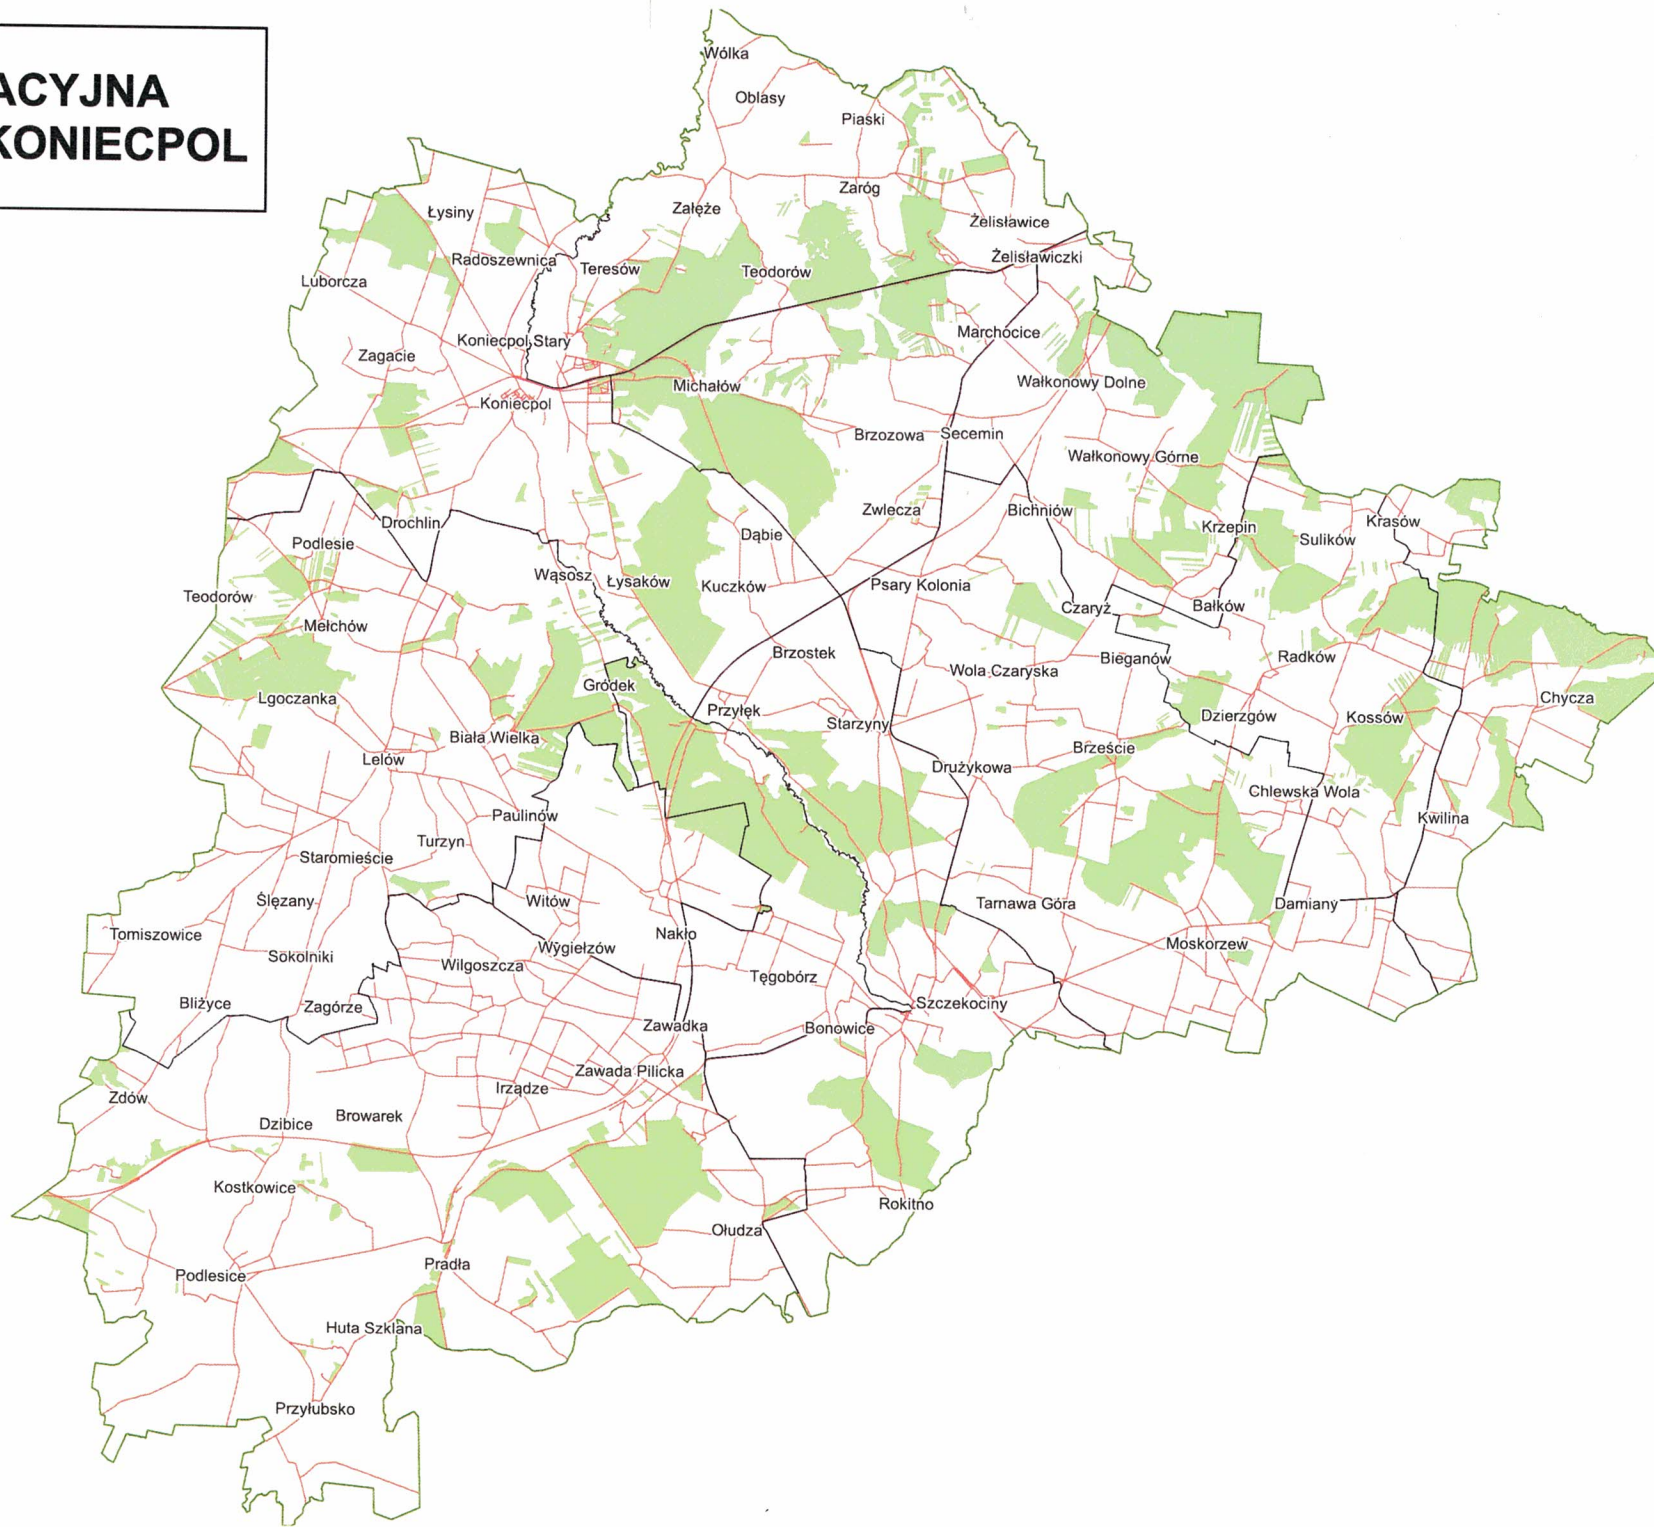 ACYJNA
KONIECPOL
Wólka
Oblasy
Piaski
Zaróg
Załęże
Łysiny
Żelisławice
Żelisławiczki
Radoszewnica
Teresów
Teodorów
Luborcza
Marchócice
Koniecpol Stary
Zagacie
Michałów
Wałkonowy Dolne
Koniecpol
Brzozowa
Secemin
Wałkonowy Górne
Zwlecza
Bichniów
Drochlin
Krzepin
Krasów
Dąbie
Sulików
Podlesie
Wąsosz
Łysaków
Kuczków
Psary Kolonia
Teodorów
Czaryż
Bałków
Mełchów
Brzostek
Wola Czaryska
Bieganów
Radków
Gródek
Lgoczanka
Chycza
Przyłęk
Starzyny
Dzierzgów
Kossów
Biała Wielka
Brzeście
Lelów
Drużykowa
Chlewska Wola
Paulinów
Kwilina
Turzyn
Staromieście
Ślęzany
Witów
Tarnawa Góra
Damiany
Tomiszowice
Nakło
Moskorzew
Wygiełzów
Sokolniki
Wilgoszcza
Tęgobórz
Bliżyce
Zagórze
Szczekociny
Zawadka
Bonowice
Zawada Pilicka
Irządze
Zdów
Browarek
Dzibice
Kostkowice
Rokitno
Ołudza
Pradła
Podlesice
Huta Szklana
Przyłubsko